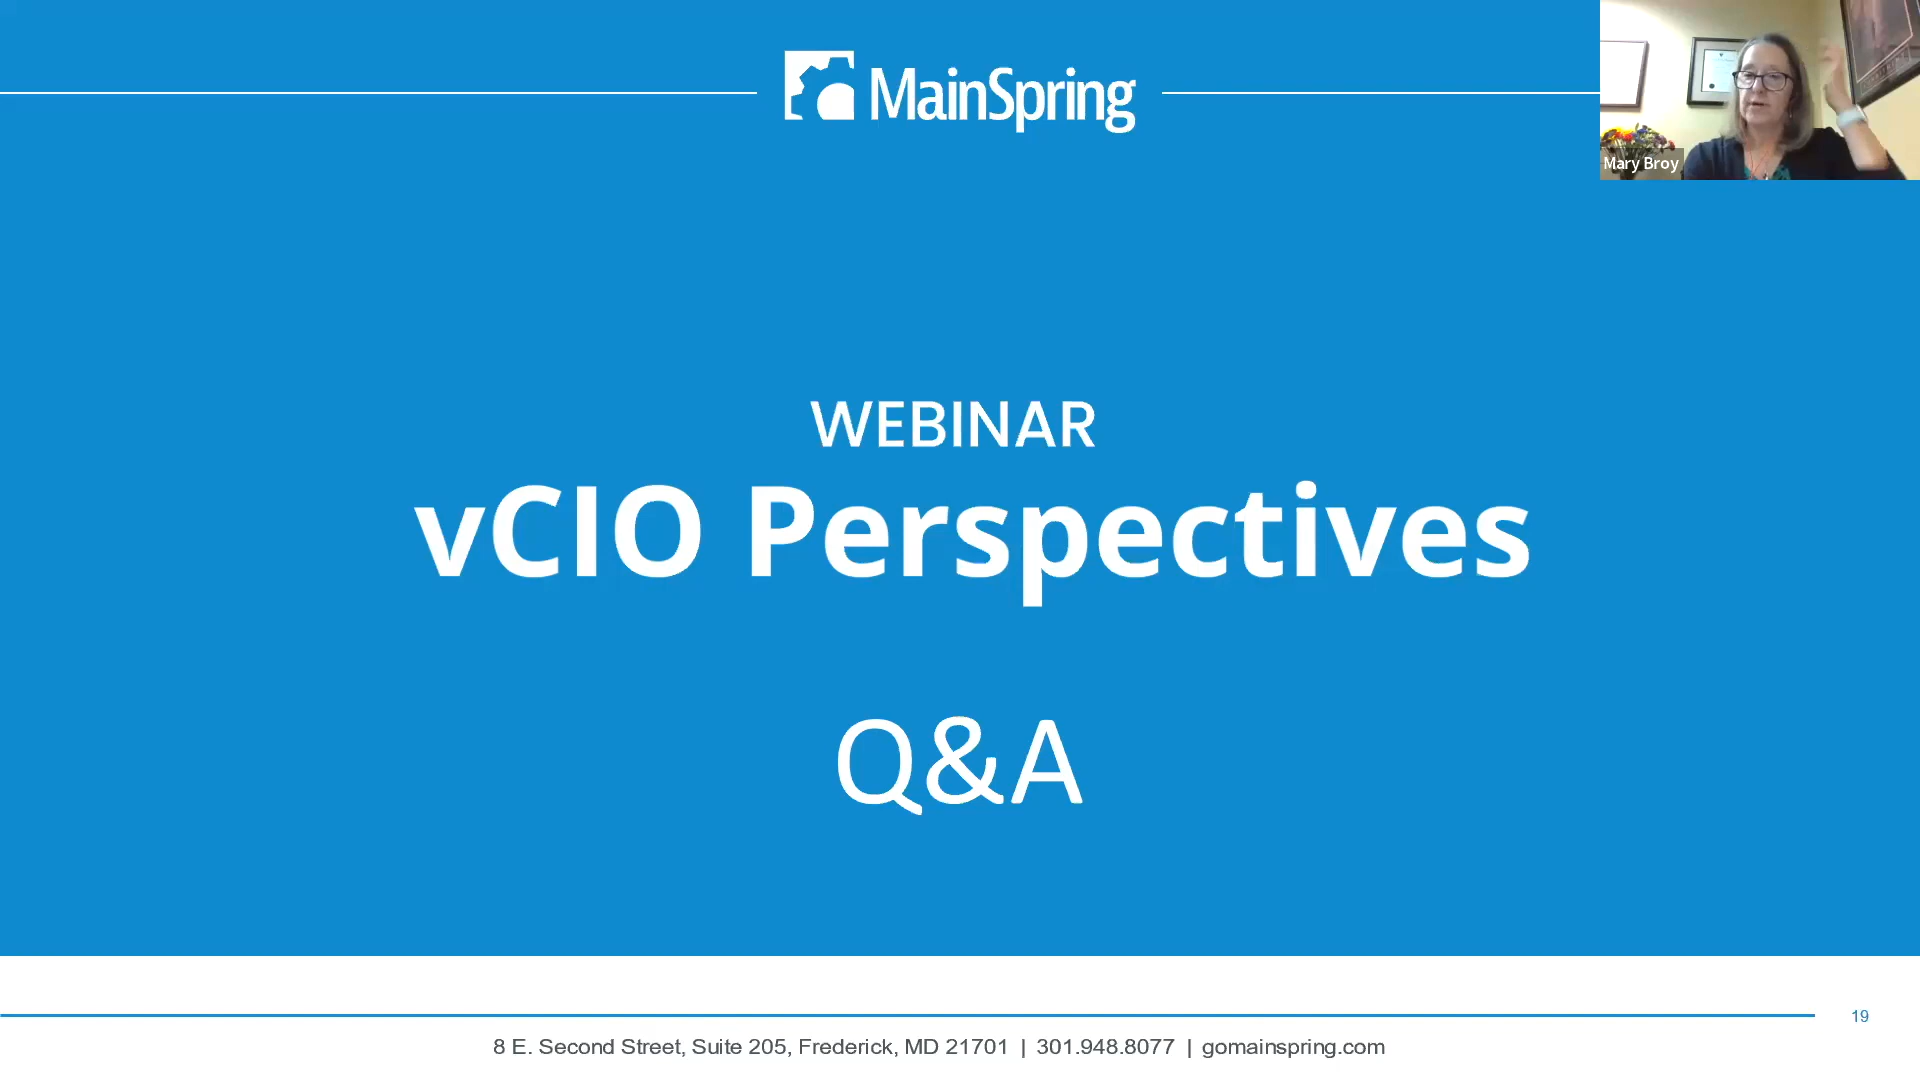 MainSpring
Mary Broy
WEBINAR
vCIO Perspectives
Q&A
19
8 E. Second Street, Suite 205, Frederick, MD 21701 | 301.948.8077 | gomainspring.com